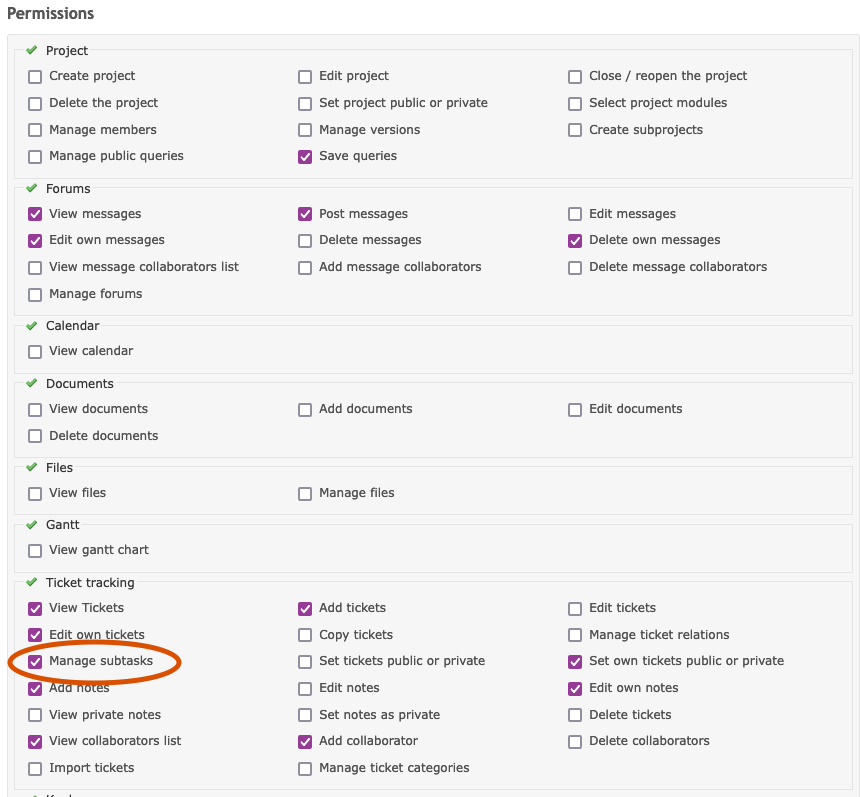 Permissions
Project
Create project Edit project Close / reopen the project
Delete the project Set project public or private Select project modules
Manage members Manage versions Create subprojects
Manage public queries Save queries
Forums
View messages Post messages Edit messages
Edit own messages Delete messages Delete own messages
View message collaborators list Add message collaborators Delete message collaborators
Manage forums
Calendar
View calendar
Documents
View documents Add documents Edit documents
Delete documents
Files
View files Manage files
Gantt
View gantt chart
Ticket tracking
View Tickets Add tickets Edit tickets
Edit own tickets Copy tickets Manage ticket relations
Manage subtasks Set tickets public or private Set own tickets public or private
Add notes Edit notes Edit own notes
View private notes Set notes as private Delete tickets
View collaborators list Add collaborator Delete collaborators
Import tickets Manage ticket categories